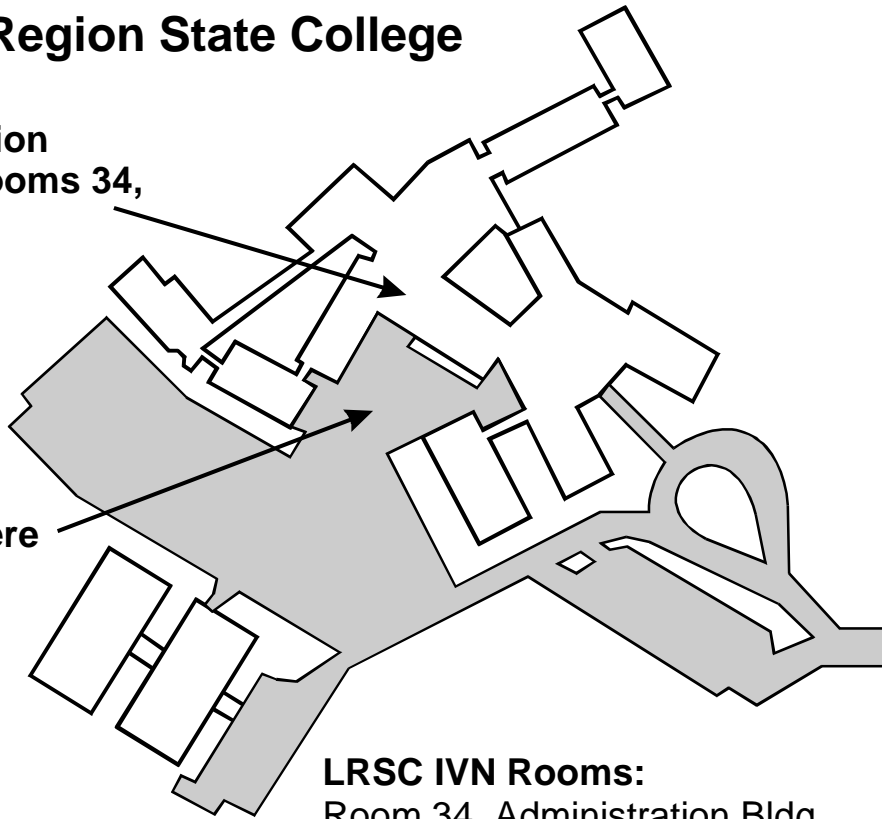 Region State College
ion
ooms 34,
ere
LRSC IVN Rooms:
Room 34, Administration Bldg